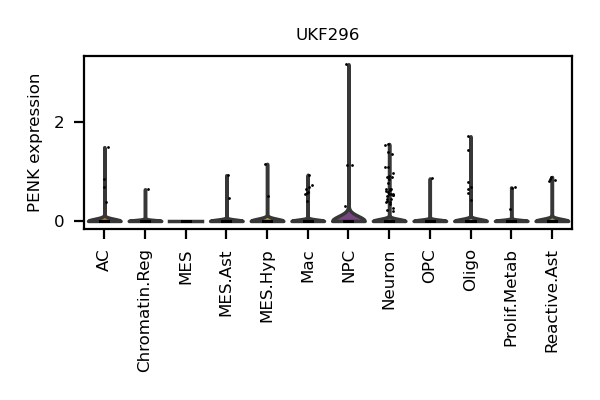 UKF296
PENK expression
2
0
AC
Chromatin.Reg
MES
MES.Ast
MES.Hyp
Mac
NPC
Neuron
OPC
Oligo
Prolif.Metab
Reactive.Ast